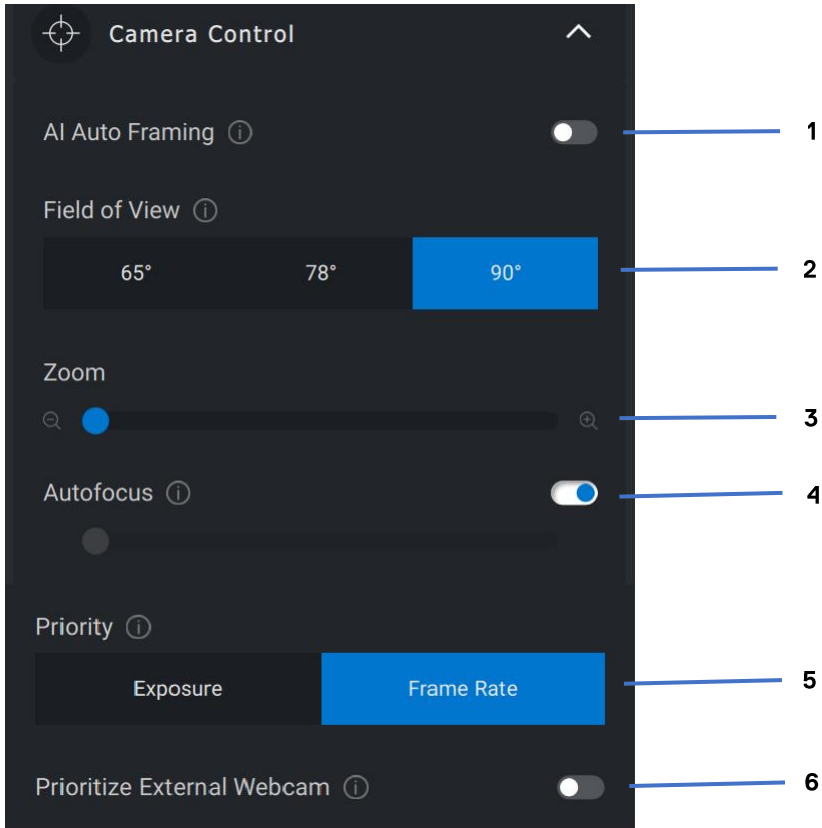 Camera Control
AI Auto Framing 1
Field of View
65° 78° 90° 2
Zoom
3
Autofocus 4
Priority
Exposure Frame Rate 5
Prioritize External Webcam 6